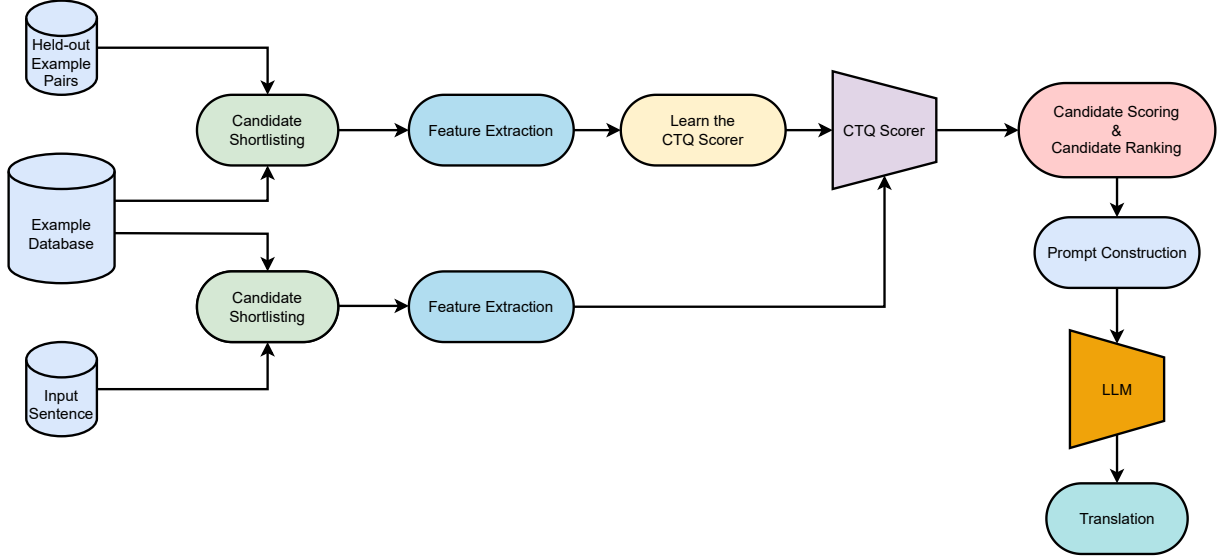 Held-out
Example
Pairs
Candidate
Shortlisting
Feature Extraction
Learn the
CTQ Scorer
CTQ Scorer
Candidate Scoring
&
Candidate Ranking
Example
Database
Prompt Construction
Candidate
Shortlisting
Feature Extraction
Input
Sentence
LLM
Translation